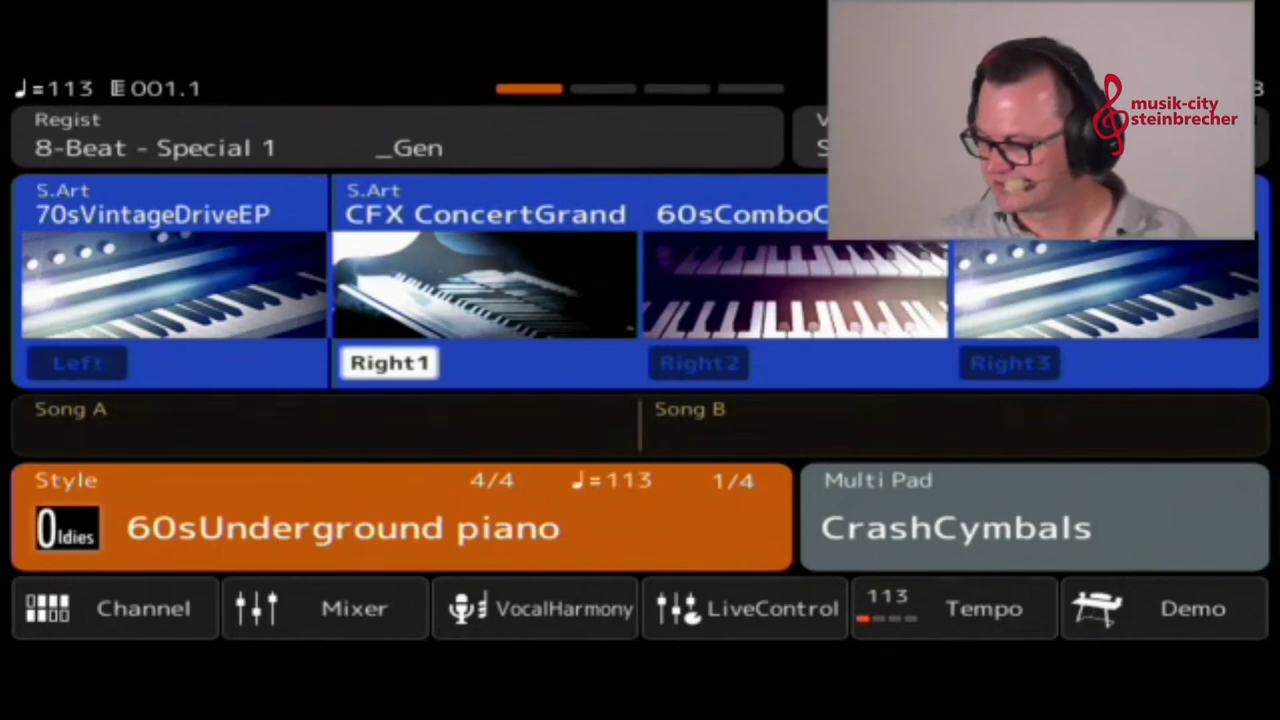 ♩=113 001.1
Regist
8-Beat - Special 1 _Gen
musik-city
steinbrecher
S.Art
70sVintageDriveEP
S.Art
CFX ConcertGrand
60sComboC
Left
Right1
Right2
Right3
Song A
Song B
Style 4/4 ♩=113 1/4
Oldies
60sUnderground piano
Multi Pad
CrashCymbals
Channel
Mixer
VocalHarmony
LiveControl
113
Tempo
Demo